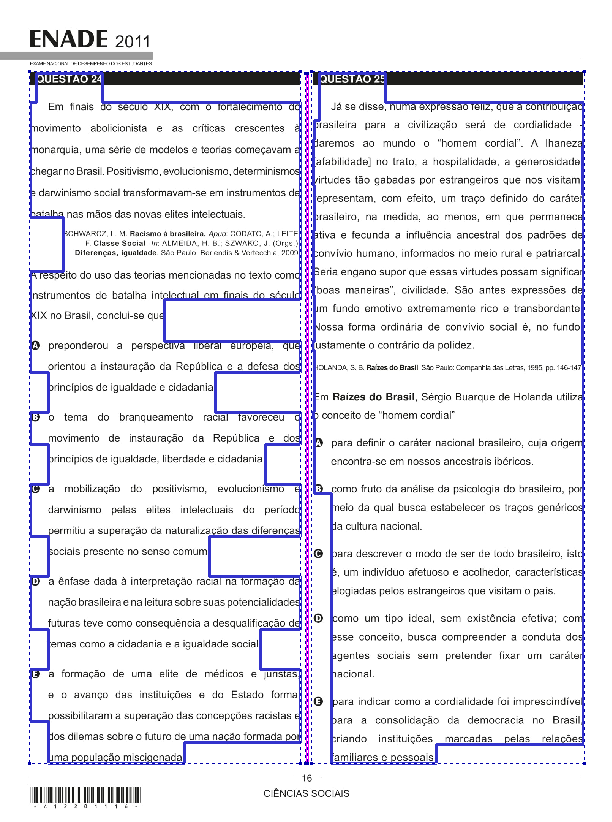 ENADE 2011
EXAME NACIONAL DE DESEMPENHO DOS ESTUDANTES
QUESTÃO 24
Em finais do século XIX, com o fortalecimento do
movimento abolicionista e as críticas crescentes à
monarquia, uma série de modelos e teorias começavam a
chegar no Brasil. Positivismo, evolucionismo, determinismos
e darwinismo social transformavam-se em instrumentos de
batalha nas mãos das novas elites intelectuais.
SCHWARCZ, L. M. Racismo à brasileira. Apud: CODATO, A.; LEITE,
F. Classe Social. In: ALMEIDA, H. B.; SZWAKO, J. (Orgs.).
Diferenças, igualdade. São Paulo: Berlendis & Vertecchia. 2009.
A respeito do uso das teorias mencionadas no texto como
instrumentos de batalha intelectual em finais do século
XIX no Brasil, conclui-se que
A preponderou a perspectiva liberal europeia, que
orientou a instauração da República e a defesa dos
princípios de igualdade e cidadania.
B o tema do branqueamento racial favoreceu o
movimento de instauração da República e dos
princípios de igualdade, liberdade e cidadania.
C a mobilização do positivismo, evolucionismo e
darwinismo pelas elites intelectuais do período
permitiu a superação da naturalização das diferenças
sociais presente no senso comum.
D a ênfase dada à interpretação racial na formação da
nação brasileira e na leitura sobre suas potencialidades
futuras teve como consequência a desqualificação de
temas como a cidadania e a igualdade social.
E a formação de uma elite de médicos e juristas,
e o avanço das instituições e do Estado formal
possibilitaram a superação das concepções racistas e
dos dilemas sobre o futuro de uma nação formada por
uma população miscigenada.
QUESTÃO 25
Já se disse, numa expressão feliz, que a contribuição
brasileira para a civilização será de cordialidade -
daremos ao mundo o “homem cordial”. A lhaneza
[afabilidade] no trato, a hospitalidade, a generosidade,
virtudes tão gabadas por estrangeiros que nos visitam,
representam, com efeito, um traço definido do caráter
brasileiro, na medida, ao menos, em que permanece
ativa e fecunda a influência ancestral dos padrões de
convívio humano, informados no meio rural e patriarcal.
Seria engano supor que essas virtudes possam significar
“boas maneiras”, civilidade. São antes expressões de
um fundo emotivo extremamente rico e transbordante.
Nossa forma ordinária de convívio social é, no fundo,
justamente o contrário da polidez.
HOLANDA, S. B. Raízes do Brasil. São Paulo: Companhia das Letras, 1995. pp. 146-147.
Em Raízes do Brasil, Sérgio Buarque de Holanda utiliza
o conceito de “homem cordial”
A para definir o caráter nacional brasileiro, cuja origem
encontra-se em nossos ancestrais ibéricos.
B como fruto da análise da psicologia do brasileiro, por
meio da qual busca estabelecer os traços genéricos
da cultura nacional.
C para descrever o modo de ser de todo brasileiro, isto
é, um indivíduo afetuoso e acolhedor, características
elogiadas pelos estrangeiros que visitam o país.
D como um tipo ideal, sem existência efetiva; com
esse conceito, busca compreender a conduta dos
agentes sociais sem pretender fixar um caráter
nacional.
E para indicar como a cordialidade foi imprescindível
para a consolidação da democracia no Brasil,
criando instituições marcadas pelas relações
familiares e pessoais.
16
CIÊNCIAS SOCIAIS